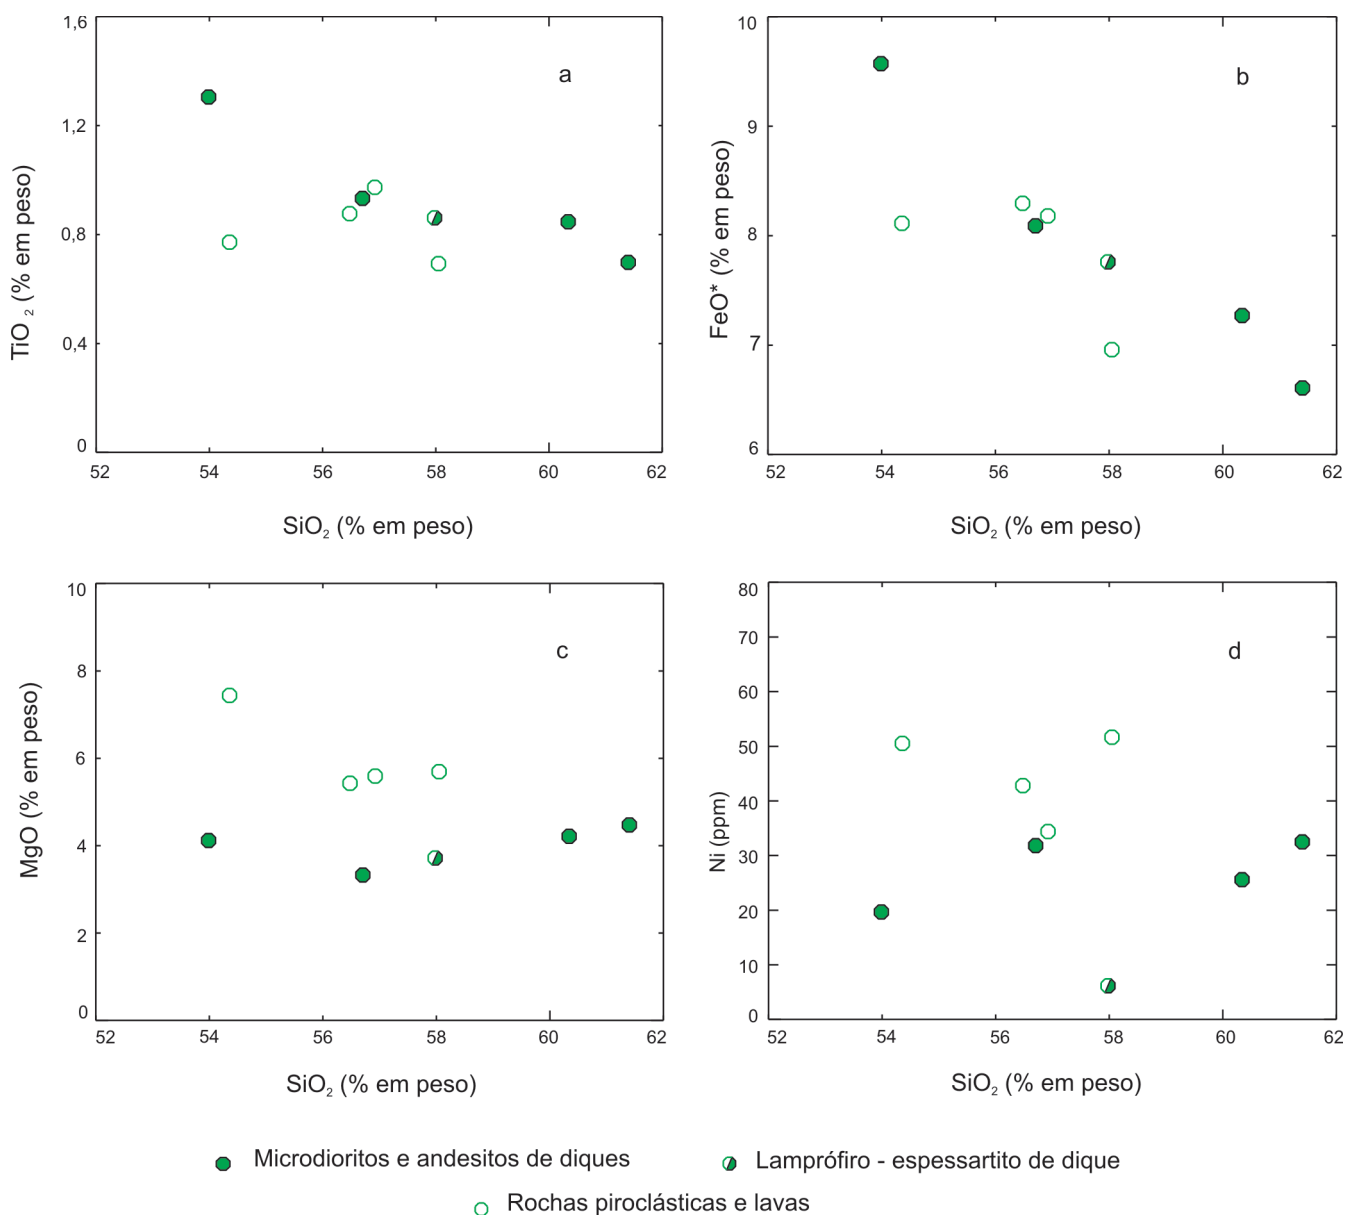 1,6
1,2
0,8
0,4
0
52 54 56 58 60 62
TiO2 (% em peso)
SiO2 (% em peso)
a
10
9
8
7
6
52 54 56 58 60 62
FeO* (% em peso)
SiO2 (% em peso)
b
10
8
6
4
2
0
52 54 56 58 60 62
MgO (% em peso)
SiO2 (% em peso)
c
80
70
60
50
40
30
20
10
0
52 54 56 58 60 62
Ni (ppm)
SiO2 (% em peso)
d
Microdioritos e andesitos de diques
Lamprófiro - espessartito de dique
Rochas piroclásticas e lavas